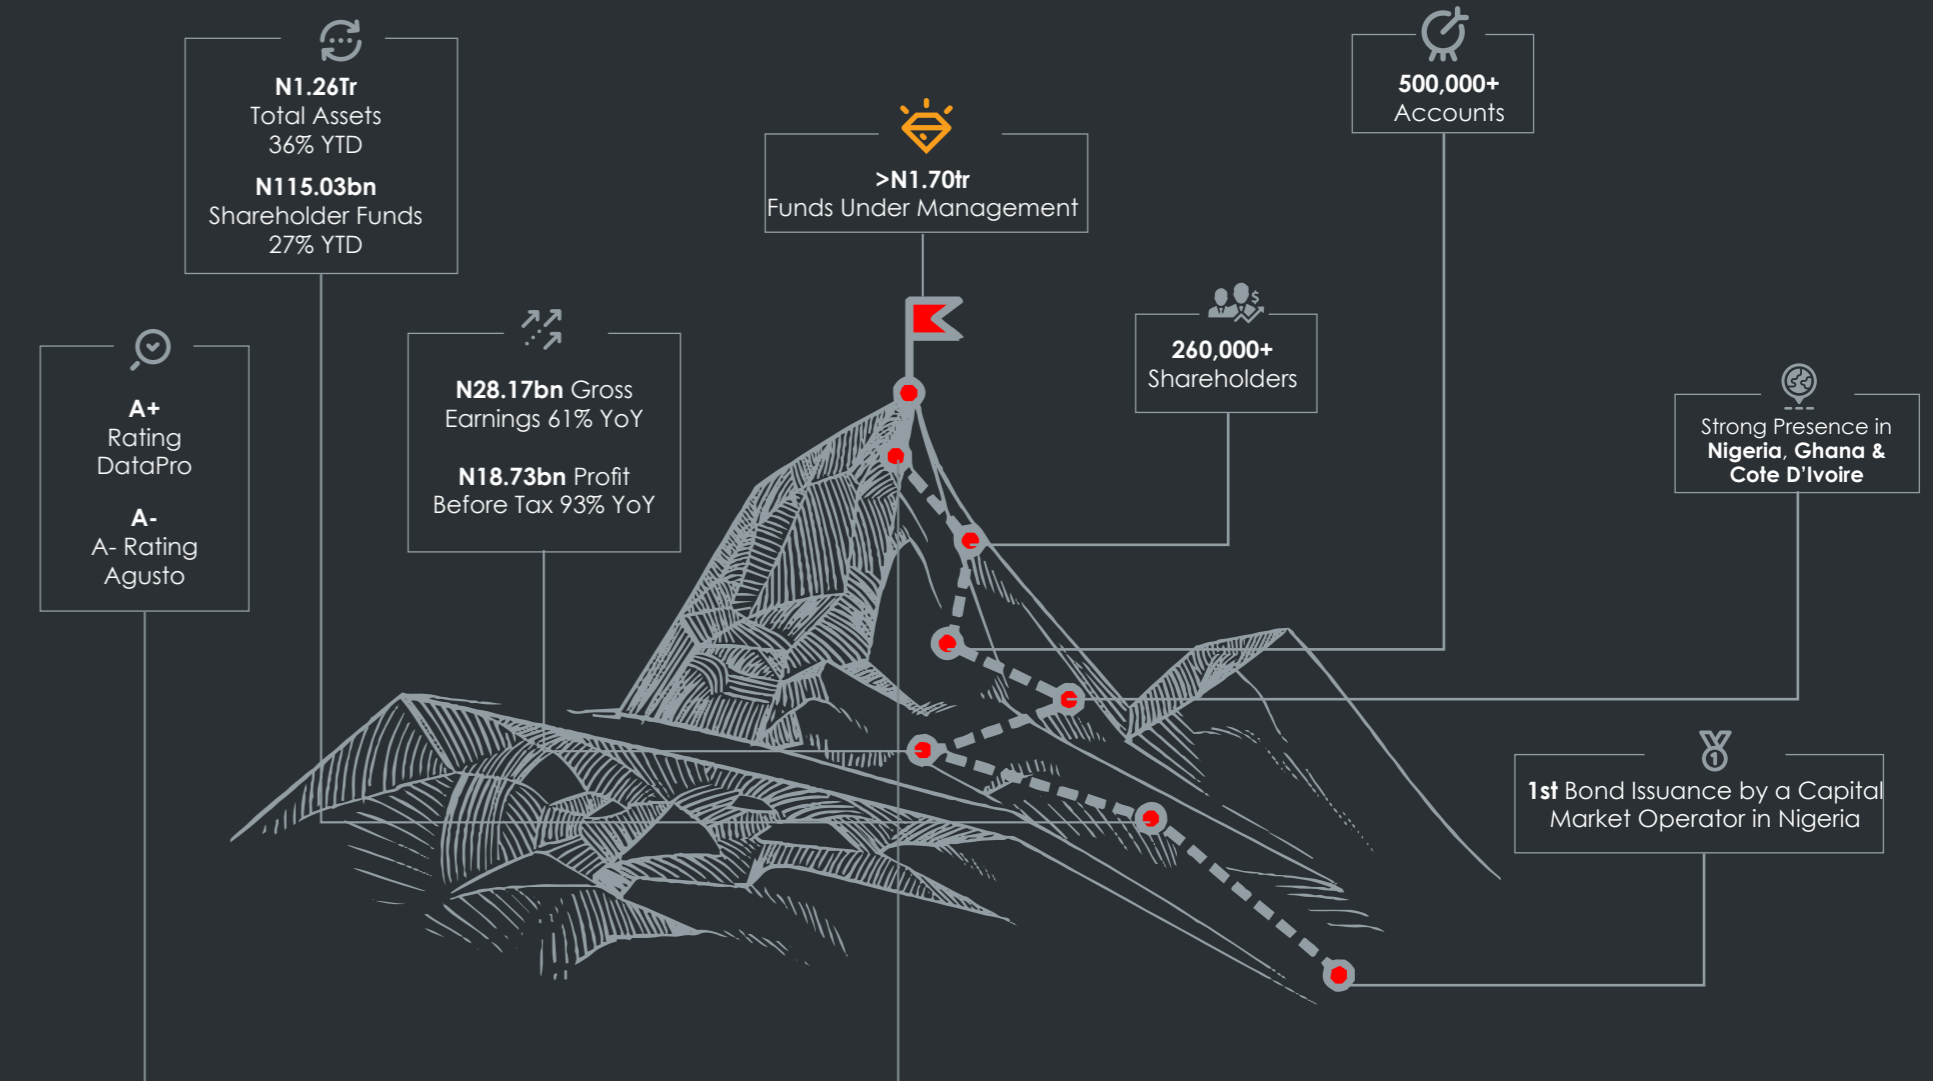 N1.26Tr
Total Assets
36% YTD
N115.03bn
Shareholder Funds
27% YTD
>N1.70tr
Funds Under Management
500,000+
Accounts
A+
Rating
DataPro
A-
A- Rating
Agusto
N28.17bn Gross
Earnings 61% YoY
N18.73bn Profit
Before Tax 93% YoY
260,000+
Shareholders
$
Strong Presence in
Nigeria, Ghana &
Cote D'Ivoire
1
1st Bond Issuance by a Capital
Market Operator in Nigeria